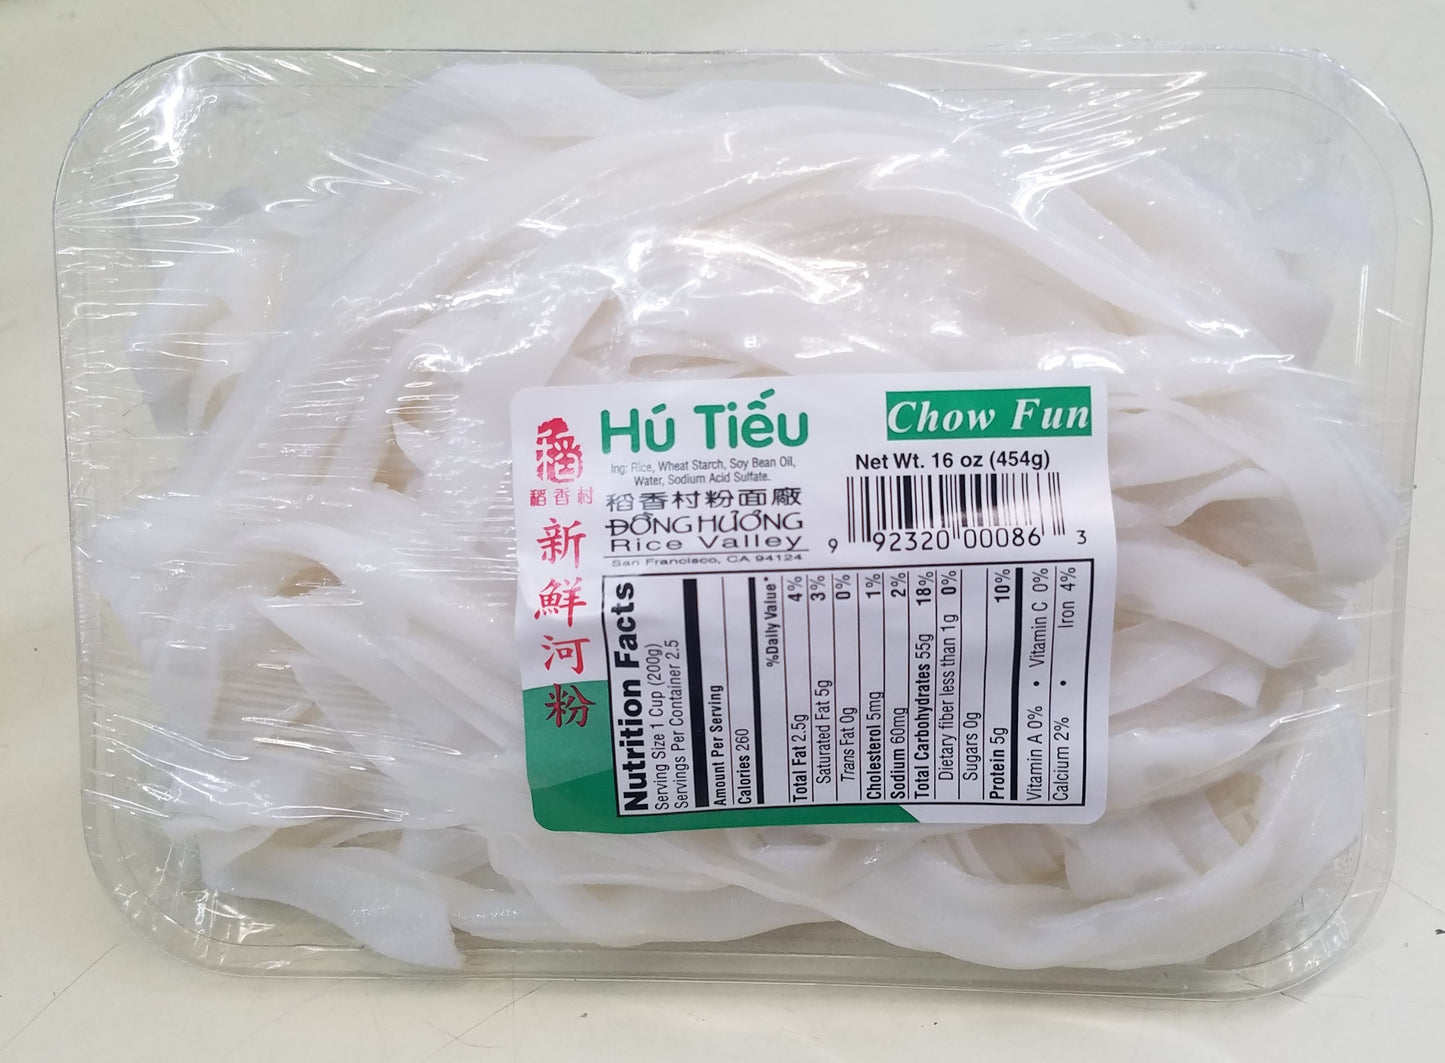 Hú Tiếu
Chow Fun
Ing: Rice, Wheat Starch, Soy Bean Oil,
Water, Sodium Acid Sulfate.
Net Wt. 16 oz (454g)
稻
稻香村
新鮮河粉
稻香村粉面廠
ĐỒNG HƯƠNG
Rice Valley
San Francisco, CA 94124
9 92320 00086 3
Nutrition Facts
Serving Size 1 Cup (200g)
Servings Per Container 2.5
Amount Per Serving
Calories 260
%Daily Value*
Total Fat 2.5g 4%
Saturated Fat 5g 3%
Trans Fat 0g 0%
Cholesterol 5mg 1%
Sodium 60mg 2%
Total Carbohydrates 55g 18%
Dietary fiber less than 1g 0%
Sugars 0g
Protein 5g 10%
Vitamin A 0% • Vitamin C 0%
Calcium 2% • Iron 4%